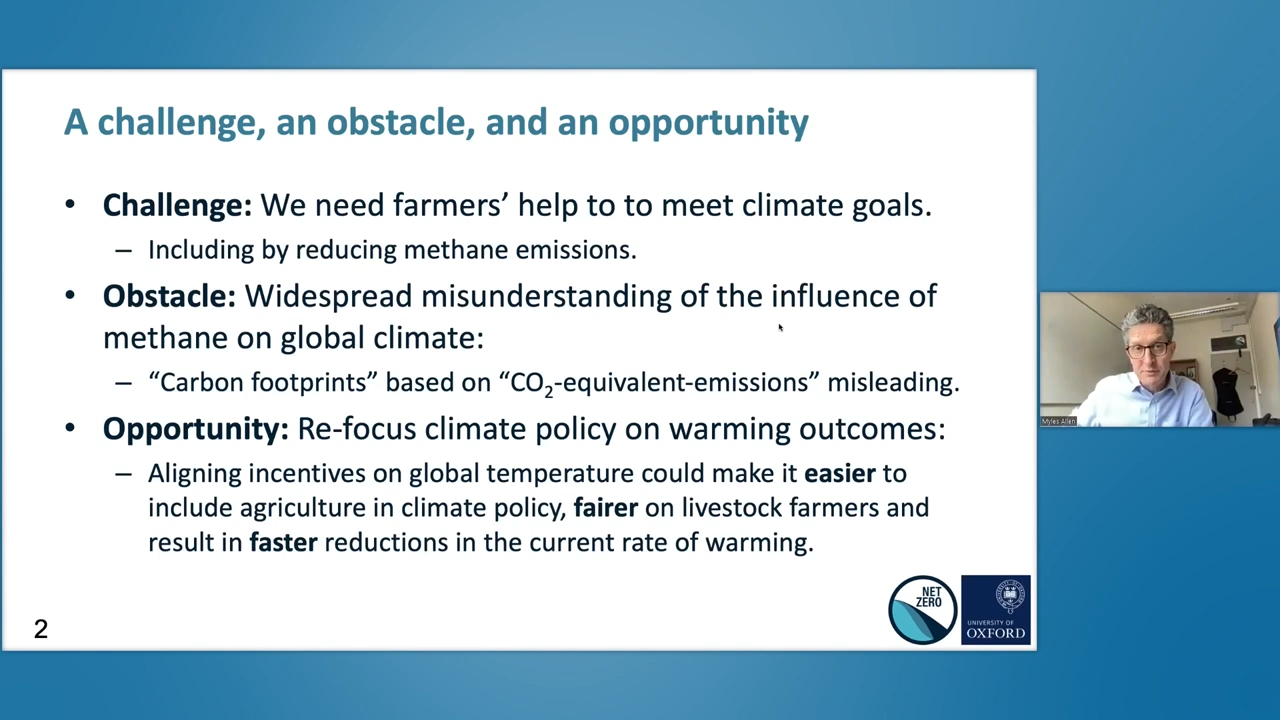 A challenge, an obstacle, and an opportunity
• Challenge: We need farmers’ help to to meet climate goals.
– Including by reducing methane emissions.
• Obstacle: Widespread misunderstanding of the influence of
methane on global climate:
– “Carbon footprints” based on “CO₂-equivalent-emissions” misleading.
• Opportunity: Re-focus climate policy on warming outcomes:
– Aligning incentives on global temperature could make it easier to
include agriculture in climate policy, fairer on livestock farmers and
result in faster reductions in the current rate of warming.
2
NET
ZERO
UNIVERSITY OF
OXFORD
Myles Allen